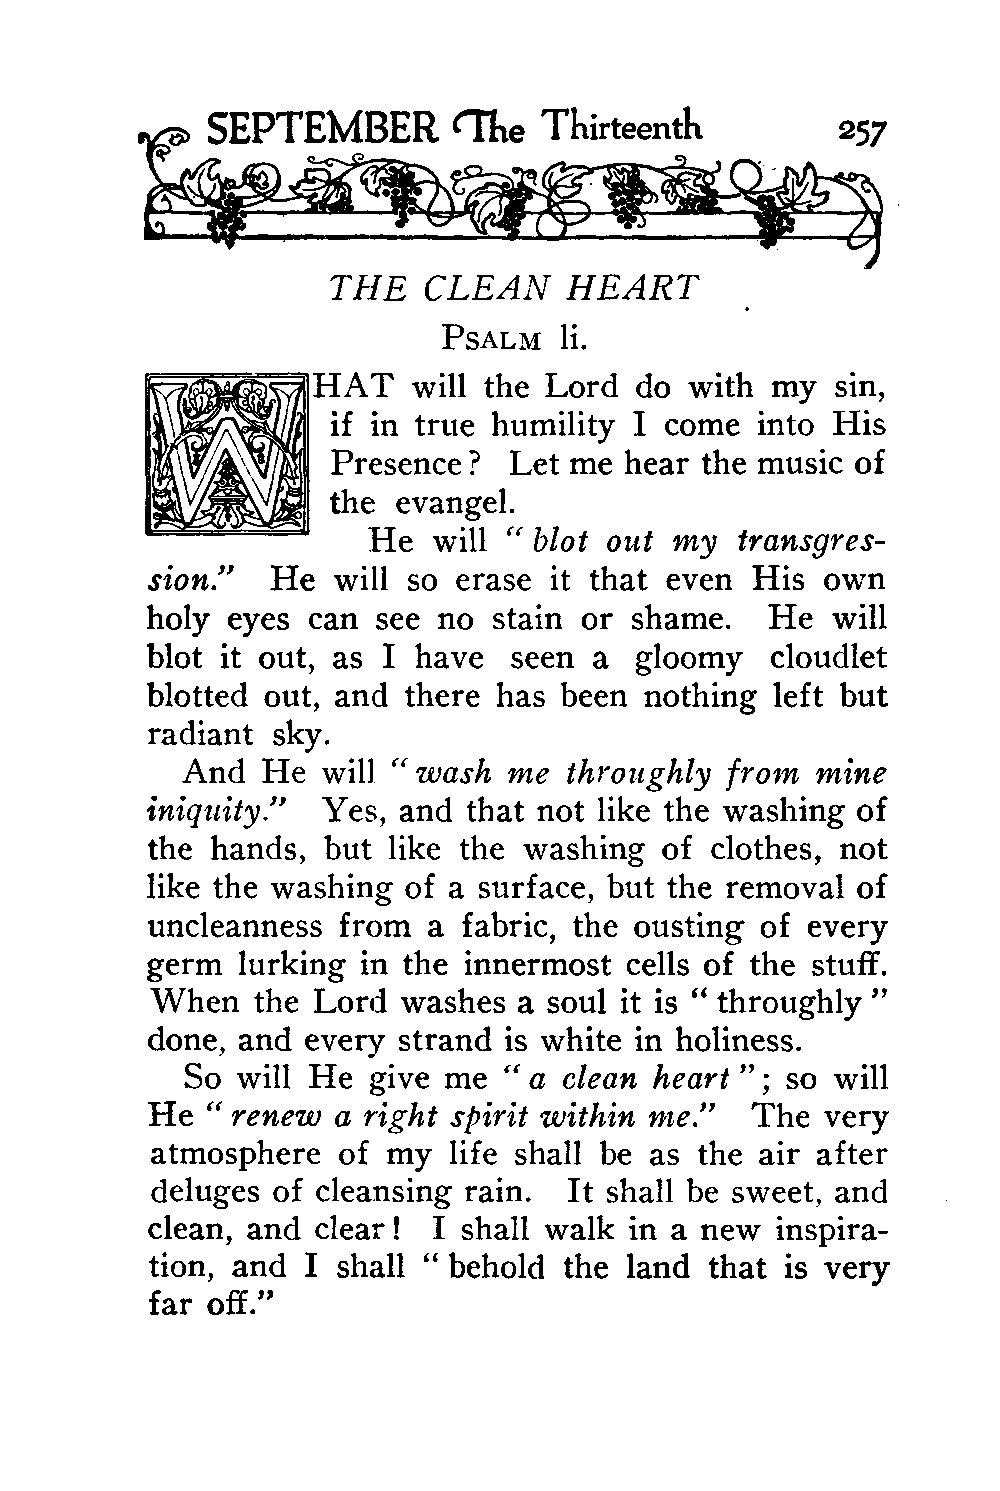 SEPTEMBER The Thirteenth 257
THE CLEAN HEART
PSALM li.
WHAT will the Lord do with my sin,
if in true humility I come into His
Presence? Let me hear the music of
the evangel.
He will “blot out my transgres-
sion.” He will so erase it that even His own
holy eyes can see no stain or shame. He will
blot it out, as I have seen a gloomy cloudlet
blotted out, and there has been nothing left but
radiant sky.
And He will “wash me throughly from mine
iniquity.” Yes, and that not like the washing of
the hands, but like the washing of clothes, not
like the washing of a surface, but the removal of
uncleanness from a fabric, the ousting of every
germ lurking in the innermost cells of the stuff.
When the Lord washes a soul it is “throughly”
done, and every strand is white in holiness.
So will He give me “a clean heart”; so will
He “renew a right spirit within me.” The very
atmosphere of my life shall be as the air after
deluges of cleansing rain. It shall be sweet, and
clean, and clear! I shall walk in a new inspira-
tion, and I shall “behold the land that is very
far off.”